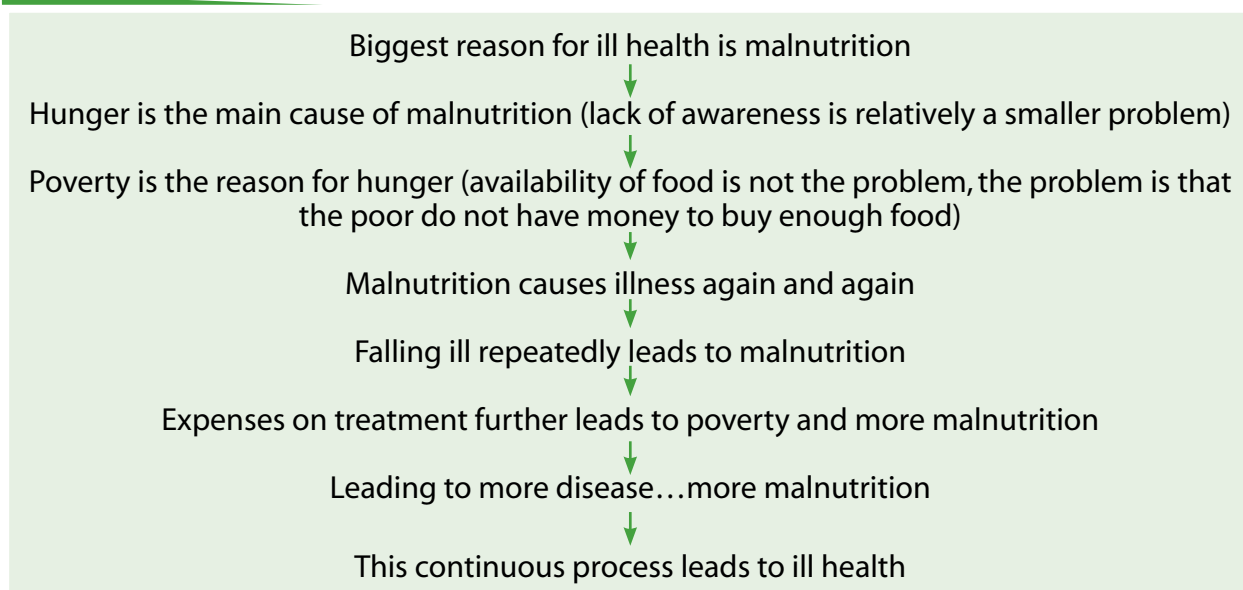 Biggest reason for ill health is malnutrition
Hunger is the main cause of malnutrition (lack of awareness is relatively a smaller problem)
Poverty is the reason for hunger (availability of food is not the problem, the problem is that
the poor do not have money to buy enough food)
Malnutrition causes illness again and again
Falling ill repeatedly leads to malnutrition
Expenses on treatment further leads to poverty and more malnutrition
Leading to more disease…more malnutrition
This continuous process leads to ill health